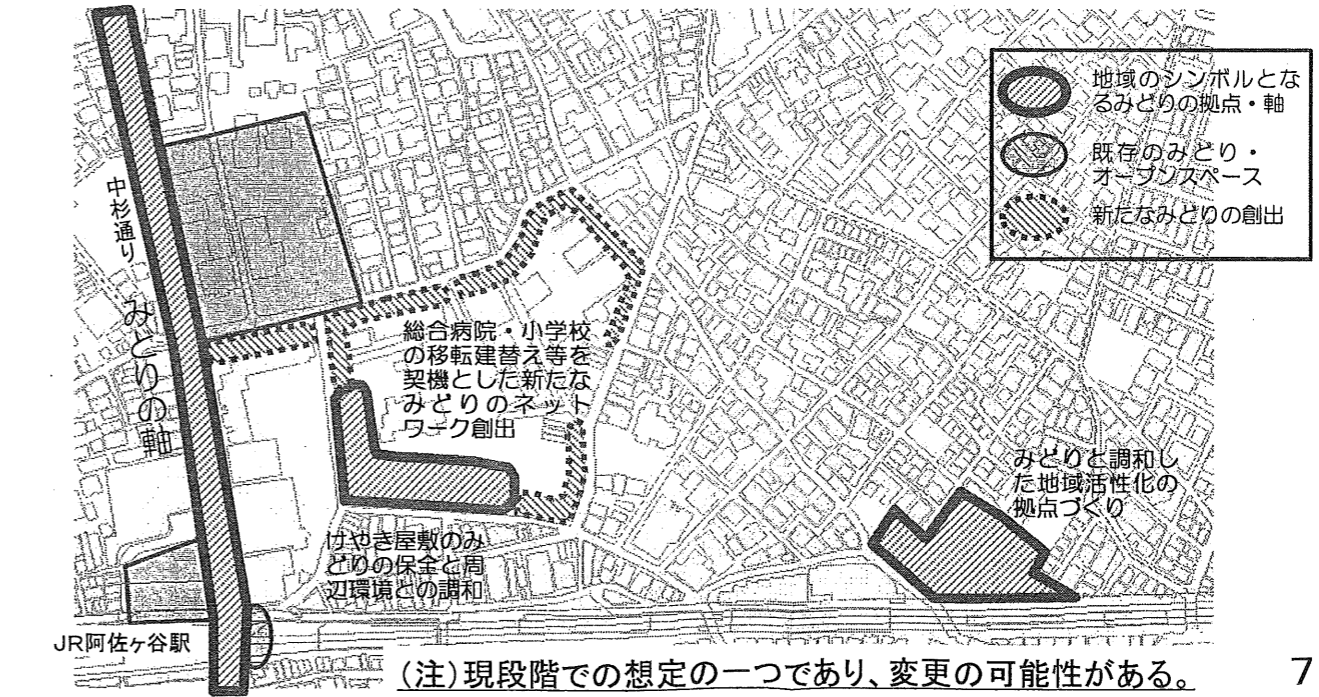 地域のシンボルとな
るみどりの拠点・軸
既存のみどり・
オープンスペース
新たなみどりの創出
中杉通り
みどりの軸
総合病院・小学校
の移転建替え等を
契機とした新たな
みどりのネット
ワーク創出
みどりと調和し
た地域活性化の
拠点づくり
けやき屋敷のみ
どりの保全と周
辺環境との調和
JR阿佐ヶ谷駅
(注)現段階での想定の一つであり、変更の可能性がある。
7